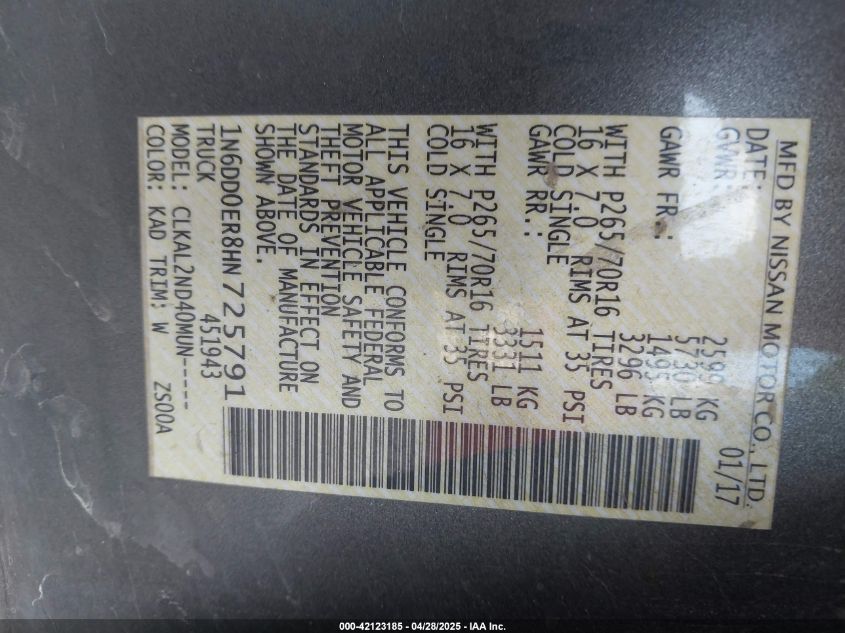 MFD BY NISSAN MOTOR CO., LTD.
DATE: 01/17
GVWR: 2599 KG
5730 LB
GAWR FR.: 1495 KG
3296 LB
WITH P265/70R16 TIRES
16 X 7.0 RIMS AT 35 PSI
COLD SINGLE
GAWR RR.: 1511 KG
3331 LB
WITH P265/70R16 TIRES
16 X 7.0 RIMS AT 35 PSI
COLD SINGLE
THIS VEHICLE CONFORMS TO
ALL APPLICABLE FEDERAL
MOTOR VEHICLE SAFETY AND
THEFT PREVENTION
STANDARDS IN EFFECT ON
THE DATE OF MANUFACTURE
SHOWN ABOVE.
1N6DD0ER8HN725791
TRUCK 451943
MODEL: CLKAL2ND40MUN-----
COLOR: KAD TRIM; W ZS00A
000-42123185 - 04/28/2025 - IAA Inc.